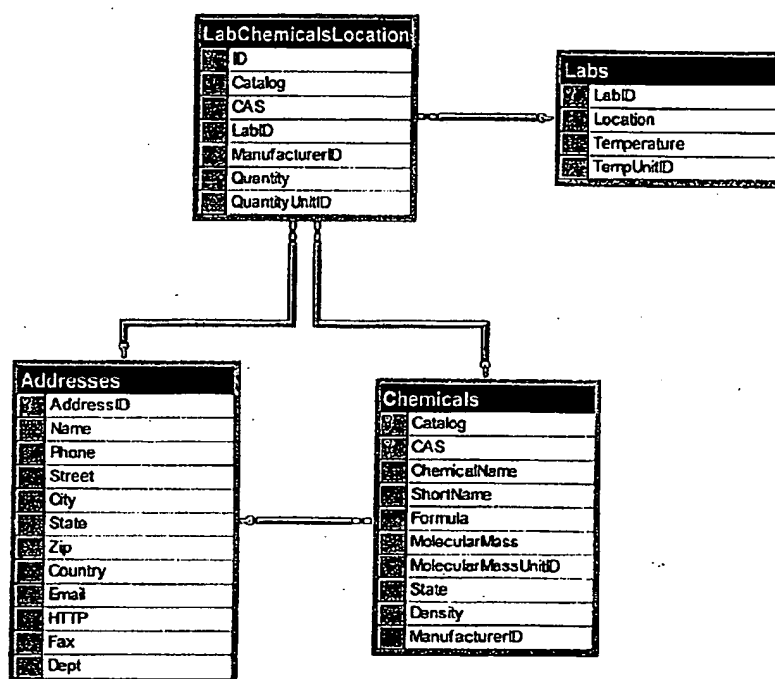 LabChemicalsLocation
ID
Catalog
CAS
LabID
ManufacturerID
Quantity
QuantityUnitID
Labs
LabID
Location
Temperature
TempUnitID
Addresses
AddressID
Name
Phone
Street
City
State
Zip
Country
Email
HTTP
Fax
Dept
Chemicals
Catalog
CAS
ChemicalName
ShortName
Formula
MolecularMass
MolecularMassUnitID
State
Density
ManufacturerID